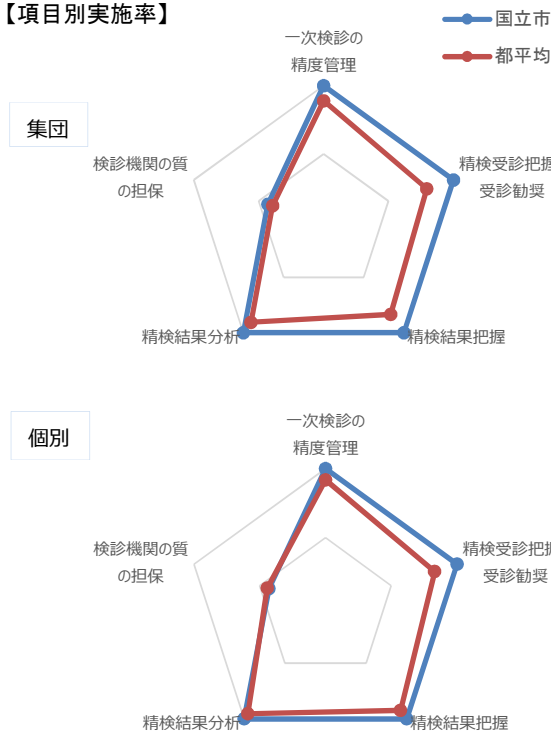 【項目別実施率】
国立市
都平均
集団
一次検診の
精度管理
精検受診把握
受診勧奨
精検結果把握
精検結果分析
検診機関の質
の担保
個別
一次検診の
精度管理
精検受診把握
受診勧奨
精検結果把握
精検結果分析
検診機関の質
の担保